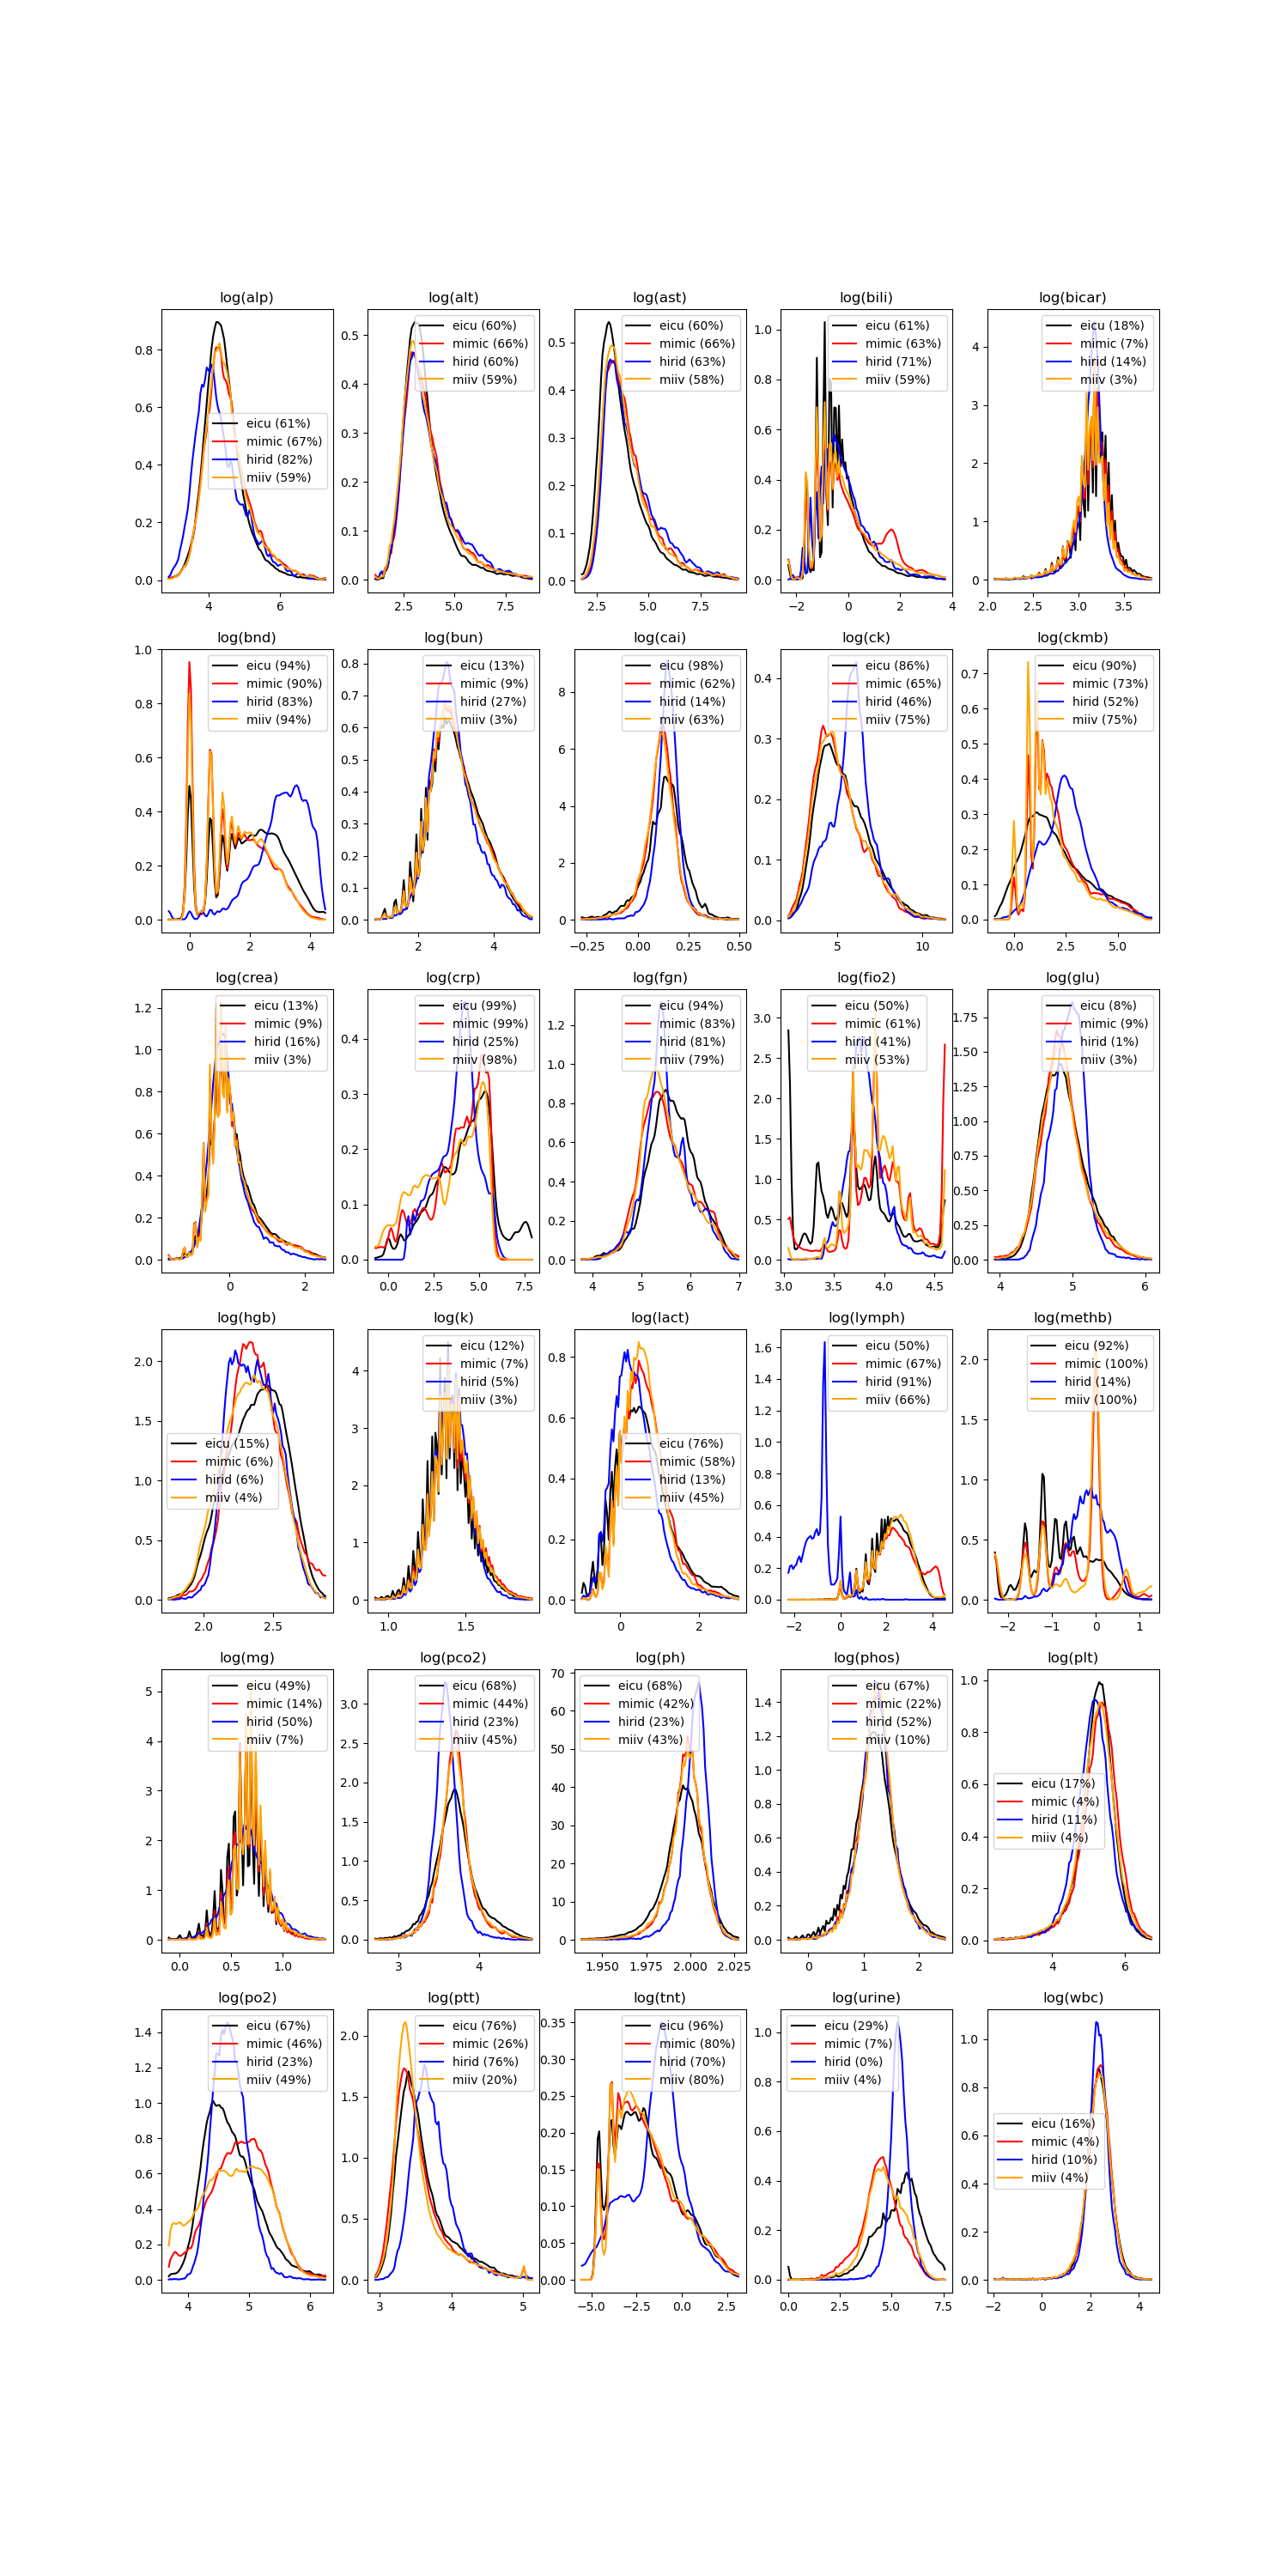 log(alp) log(alt) log(ast) log(bili) log(bicar)
eicu (61%)
mimic (67%)
hirid (82%)
miiv (59%)
0.0 0.2 0.4 0.6 0.8
4 6
eicu (60%)
mimic (66%)
hirid (60%)
miiv (59%)
0.0 0.1 0.2 0.3 0.4 0.5
2.5 5.0 7.5
eicu (60%)
mimic (66%)
hirid (63%)
miiv (58%)
0.0 0.1 0.2 0.3 0.4 0.5
2.5 5.0 7.5
eicu (61%)
mimic (63%)
hirid (71%)
miiv (59%)
0.0 0.2 0.4 0.6 0.8 1.0
−2 0 2 4
eicu (18%)
mimic (7%)
hirid (14%)
miiv (3%)
0 1 2 3 4
2.0 2.5 3.0 3.5
log(bnd) log(bun) log(cai) log(ck) log(ckmb)
eicu (94%)
mimic (90%)
hirid (83%)
miiv (94%)
0.0 0.2 0.4 0.6 0.8 1.0
0 2 4
eicu (13%)
mimic (9%)
hirid (27%)
miiv (3%)
0.0 0.1 0.2 0.3 0.4 0.5 0.6 0.7 0.8
2 4
eicu (98%)
mimic (62%)
hirid (14%)
miiv (63%)
0 2 4 6 8
−0.25 0.00 0.25 0.50
eicu (86%)
mimic (65%)
hirid (46%)
miiv (75%)
0.0 0.1 0.2 0.3 0.4
5 10
eicu (90%)
mimic (73%)
hirid (52%)
miiv (75%)
0.0 0.1 0.2 0.3 0.4 0.5 0.6 0.7
0.0 2.5 5.0
log(crea) log(crp) log(fgn) log(fio2) log(glu)
eicu (13%)
mimic (9%)
hirid (16%)
miiv (3%)
0.0 0.2 0.4 0.6 0.8 1.0 1.2
0 2
eicu (99%)
mimic (99%)
hirid (25%)
miiv (98%)
0.0 0.1 0.2 0.3 0.4
0.0 2.5 5.0 7.5
eicu (94%)
mimic (83%)
hirid (81%)
miiv (79%)
0.0 0.2 0.4 0.6 0.8 1.0 1.2
4 5 6 7
eicu (50%)
mimic (61%)
hirid (41%)
miiv (53%)
0.0 0.5 1.0 1.5 2.0 2.5 3.0
3.0 3.5 4.0 4.5
eicu (8%)
mimic (9%)
hirid (1%)
miiv (3%)
0.00 0.25 0.50 0.75 1.00 1.25 1.50 1.75
4 5 6
log(hgb) log(k) log(lact) log(lymph) log(methb)
eicu (15%)
mimic (6%)
hirid (6%)
miiv (4%)
0.0 0.5 1.0 1.5 2.0
2.0 2.5
eicu (12%)
mimic (7%)
hirid (5%)
miiv (3%)
0 1 2 3 4
1.0 1.5
eicu (76%)
mimic (58%)
hirid (13%)
miiv (45%)
0.0 0.2 0.4 0.6 0.8
0 2
eicu (50%)
mimic (67%)
hirid (91%)
miiv (66%)
0.0 0.2 0.4 0.6 0.8 1.0 1.2 1.4 1.6
−2 0 2 4
eicu (92%)
mimic (100%)
hirid (14%)
miiv (100%)
0.0 0.5 1.0 1.5 2.0
−2 −1 0 1
log(mg) log(pco2) log(ph) log(phos) log(plt)
eicu (49%)
mimic (14%)
hirid (50%)
miiv (7%)
0 1 2 3 4 5
0.0 0.5 1.0
eicu (68%)
mimic (44%)
hirid (23%)
miiv (45%)
0.0 0.5 1.0 1.5 2.0 2.5 3.0
3 4
eicu (68%)
mimic (42%)
hirid (23%)
miiv (43%)
0 10 20 30 40 50 60 70
1.950 1.975 2.000 2.025
eicu (67%)
mimic (22%)
hirid (52%)
miiv (10%)
0.0 0.2 0.4 0.6 0.8 1.0 1.2 1.4
0 1 2
eicu (17%)
mimic (4%)
hirid (11%)
miiv (4%)
0.0 0.2 0.4 0.6 0.8 1.0
4 6
log(po2) log(ptt) log(tnt) log(urine) log(wbc)
eicu (67%)
mimic (46%)
hirid (23%)
miiv (49%)
0.0 0.2 0.4 0.6 0.8 1.0 1.2 1.4
4 5 6
eicu (76%)
mimic (26%)
hirid (76%)
miiv (20%)
0.0 0.5 1.0 1.5 2.0
3 4 5
eicu (96%)
mimic (80%)
hirid (70%)
miiv (80%)
0.00 0.05 0.10 0.15 0.20 0.25 0.30 0.35
−5.0 −2.5 0.0 2.5
eicu (29%)
mimic (7%)
hirid (0%)
miiv (4%)
0.0 0.2 0.4 0.6 0.8 1.0
0.0 2.5 5.0 7.5
eicu (16%)
mimic (4%)
hirid (10%)
miiv (4%)
0.0 0.2 0.4 0.6 0.8 1.0
−2 0 2 4